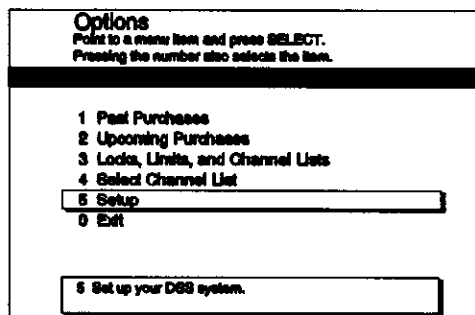 Options
Point to a menu item and press SELECT.
Pressing the number also selects the item.
1 Past Purchases
2 Upcoming Purchases
3 Locks, Limits, and Channel Lists
4 Select Channel List
5 Setup
0 Exit
5 Set up your DSS system.